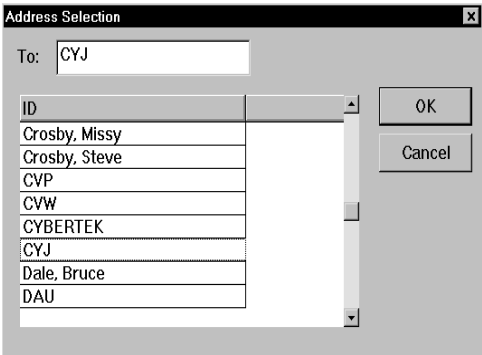 Address Selection
To: CYJ
ID
OK
Crosby, Missy
Crosby, Steve
Cancel
CVP
CVW
CYBERTEK
CYJ
Dale, Bruce
DAU